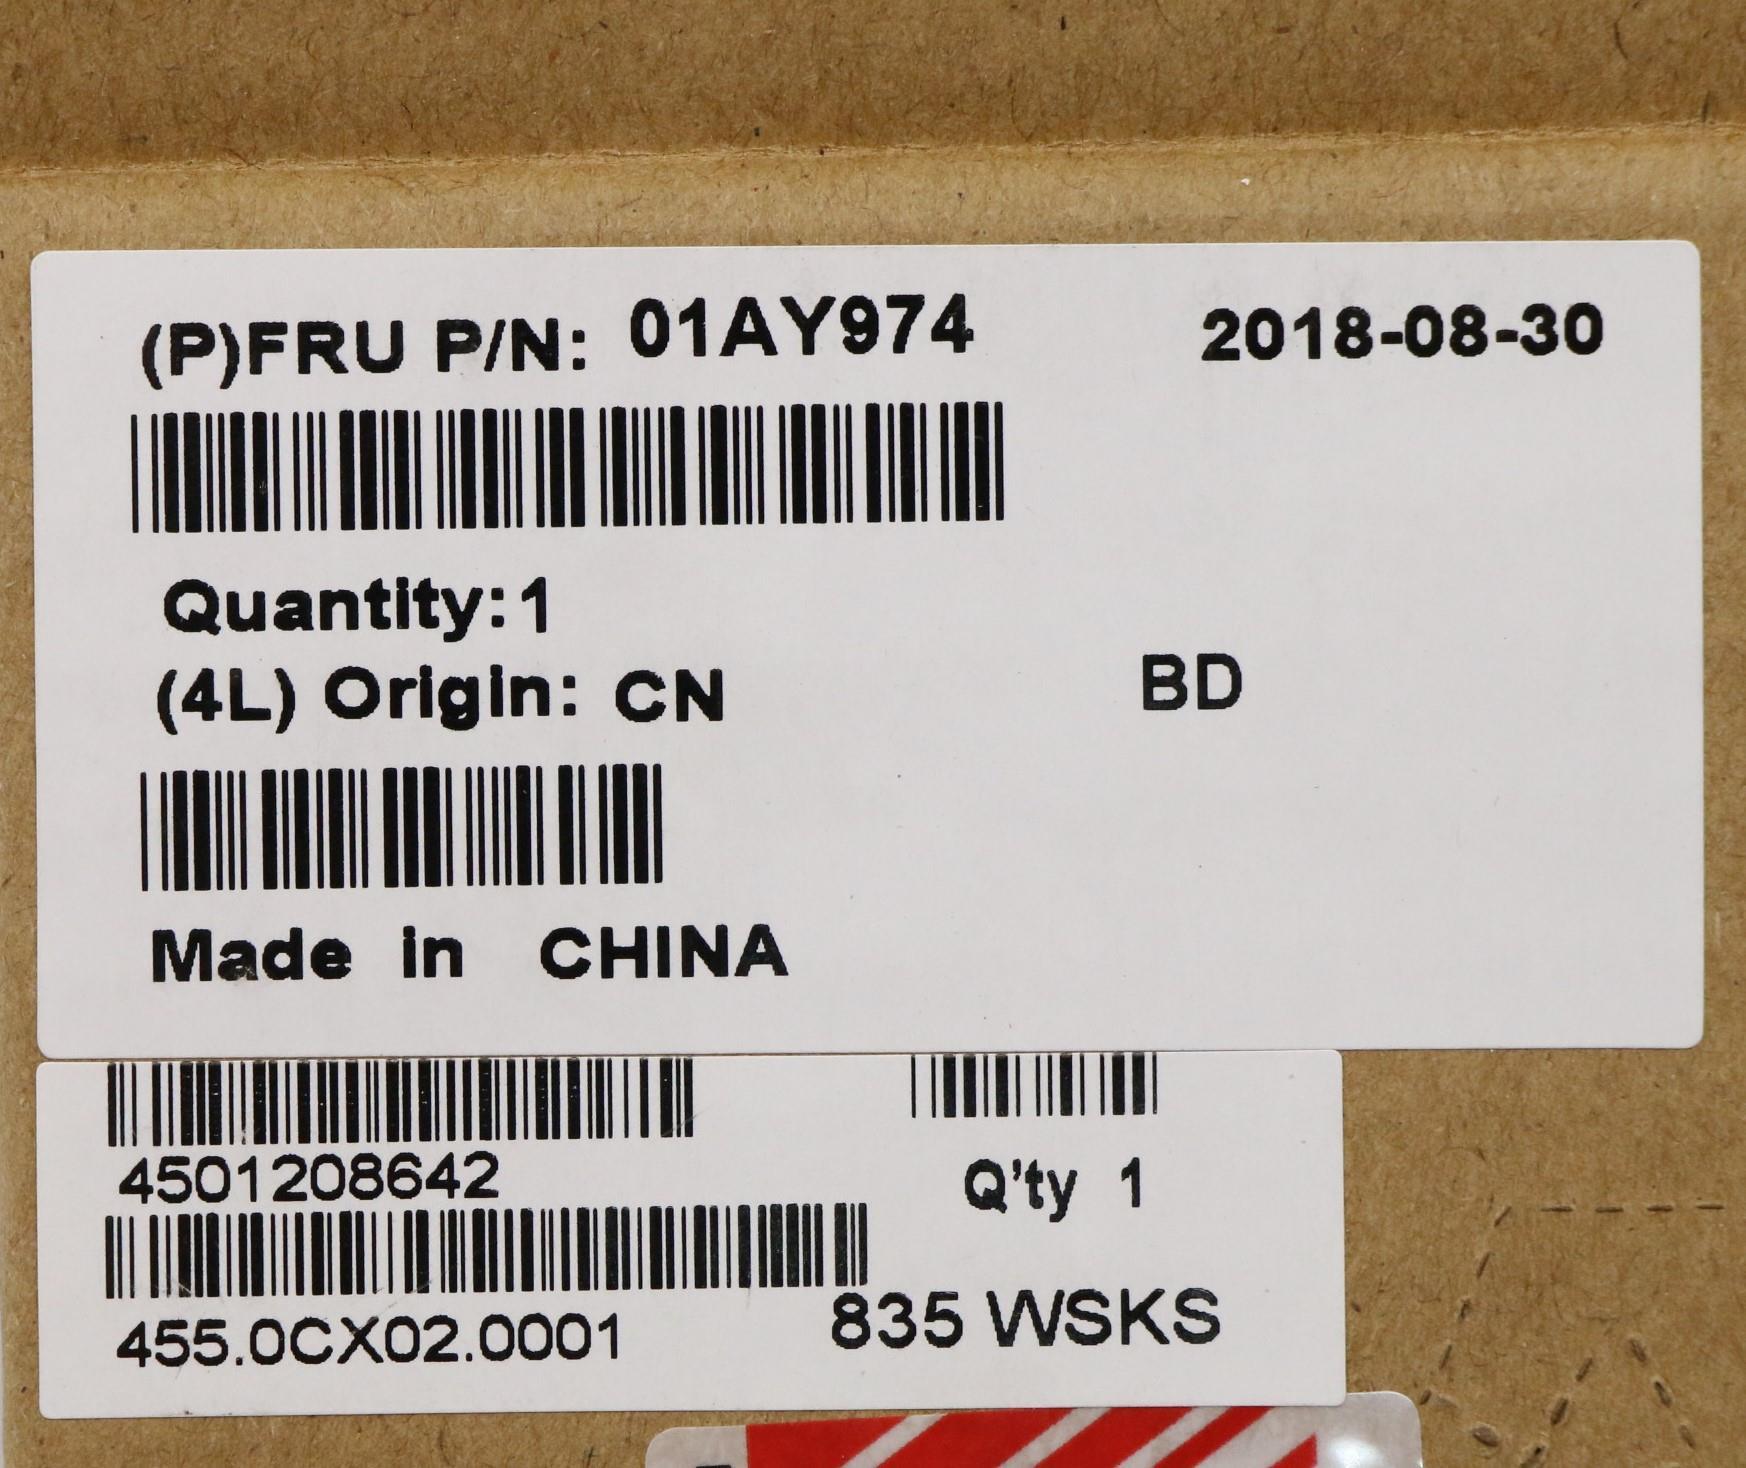 (P)FRU P/N: 01AY974 2018-08-30
Quantity:1
(4L) Origin: CN BD
Made in CHINA
4501208642 Q'ty 1
455.0CX02.0001 835 WSKS